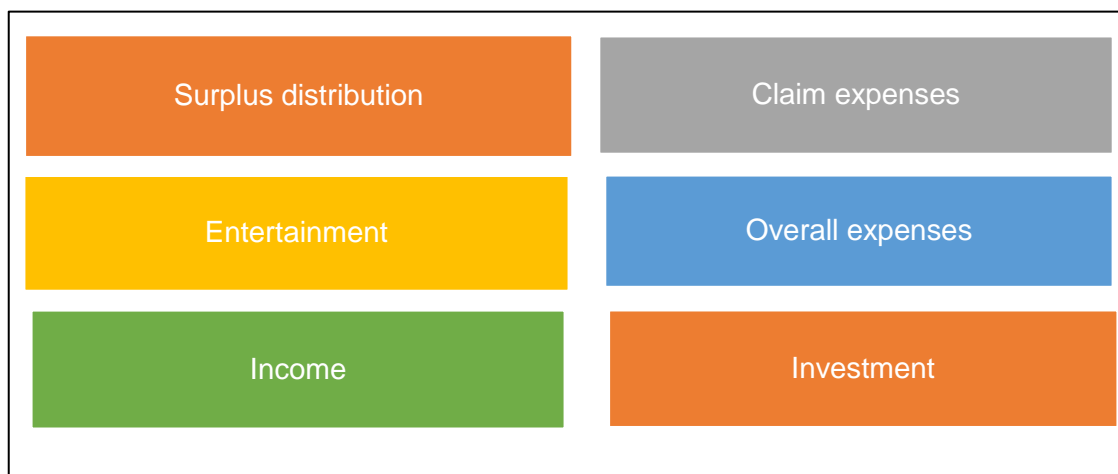 Surplus distribution
Claim expenses
Entertainment
Overall expenses
Income
Investment